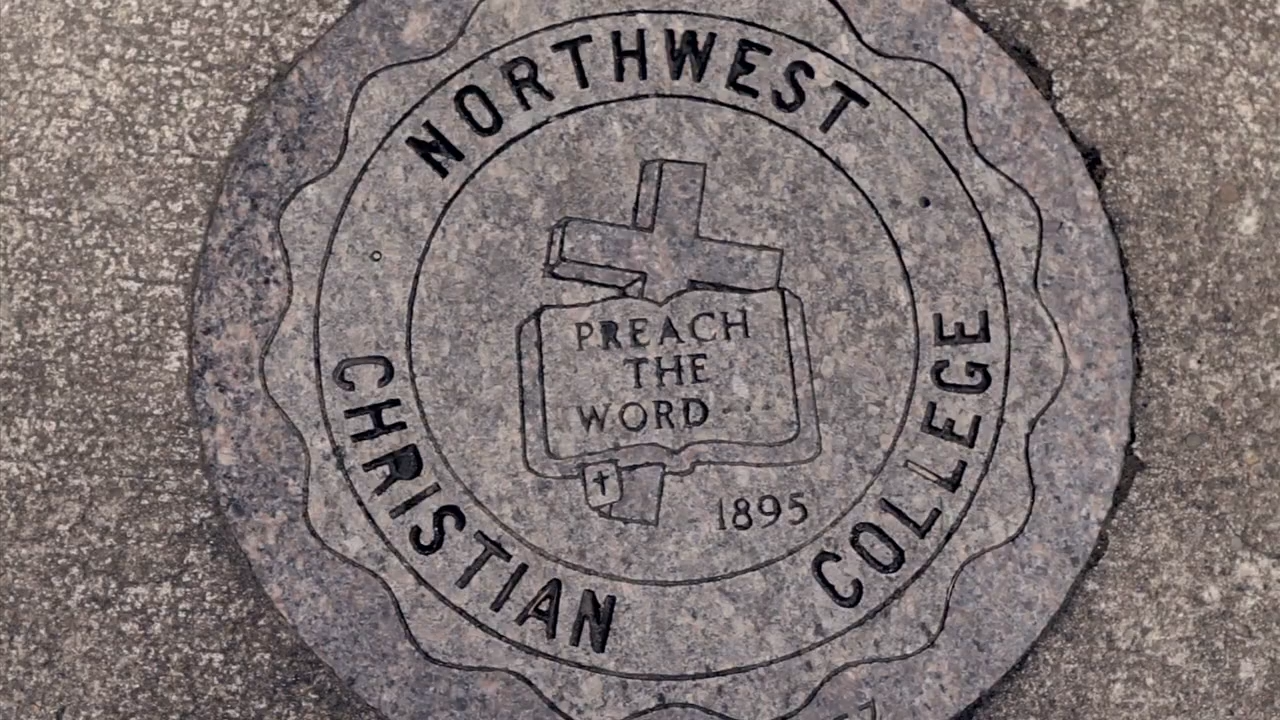 NORTHWEST
CHRISTIAN
COLLEGE
PREACH
THE
WORD
1895